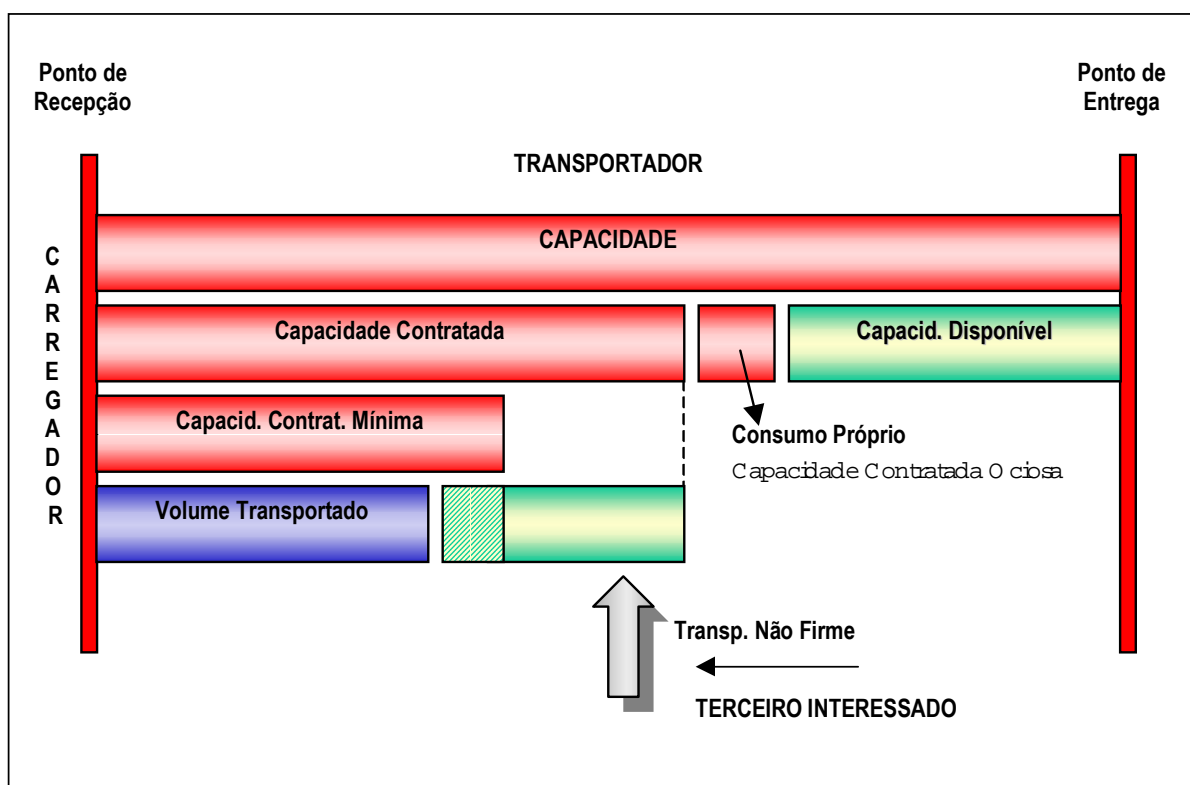 Ponto de
Recepção
Ponto de
Entrega
TRANSPORTADOR
CARREGADOR
CAPACIDADE
Capacidade Contratada
Capacid. Disponível
Capacid. Contrat. Mínima
Consumo Próprio
Capacidade Contratada Ociosa
Volume Transportado
Transp. Não Firme
TERCEIRO INTERESSADO